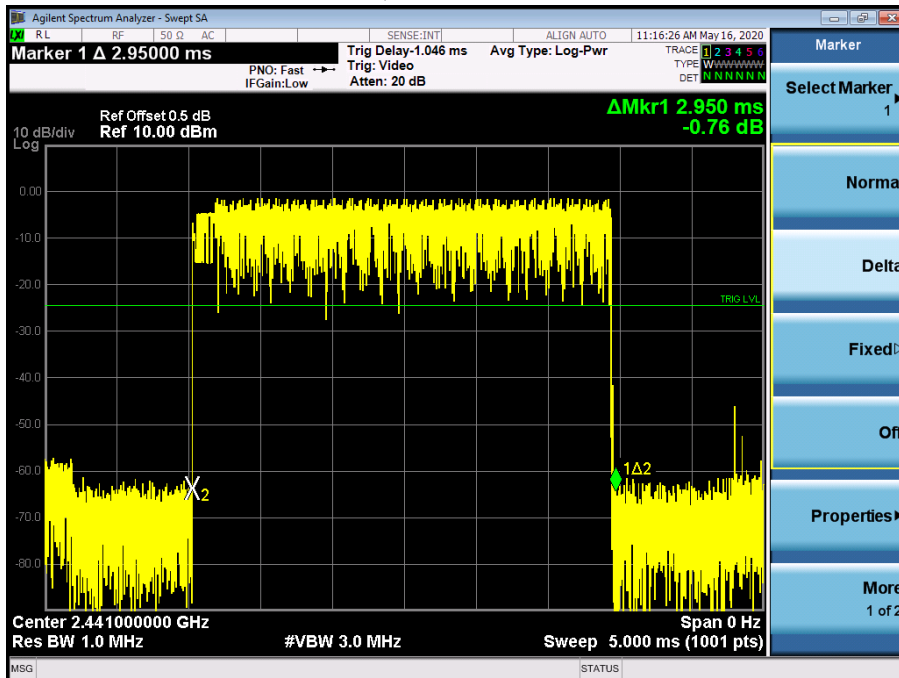 Agilent Spectrum Analyzer - Swept SA
LXI RL RF 50 Ω AC SENSE:INT ALIGN AUTO 11:16:26 AM May 16, 2020
Marker 1 Δ 2.95000 ms
PNO: Fast
IFGain:Low
Trig Delay-1.046 ms
Trig: Video
Atten: 20 dB
Avg Type: Log-Pwr
TRACE 1 2 3 4 5 6
TYPE WWWWWW
DET N N N N N N
ΔMkr1 2.950 ms
-0.76 dB
Ref Offset 0.5 dB
10 dB/div Ref 10.00 dBm
Log
0.00
-10.0
-20.0
TRIG LVL
-30.0
-40.0
-50.0
-60.0
1Δ2
X2
-70.0
-80.0
Center 2.441000000 GHz Span 0 Hz
Res BW 1.0 MHz #VBW 3.0 MHz Sweep 5.000 ms (1001 pts)
MSG STATUS
Marker
Select Marker
1
Norma
Delta
Fixed
Off
Properties
More
1 of 2